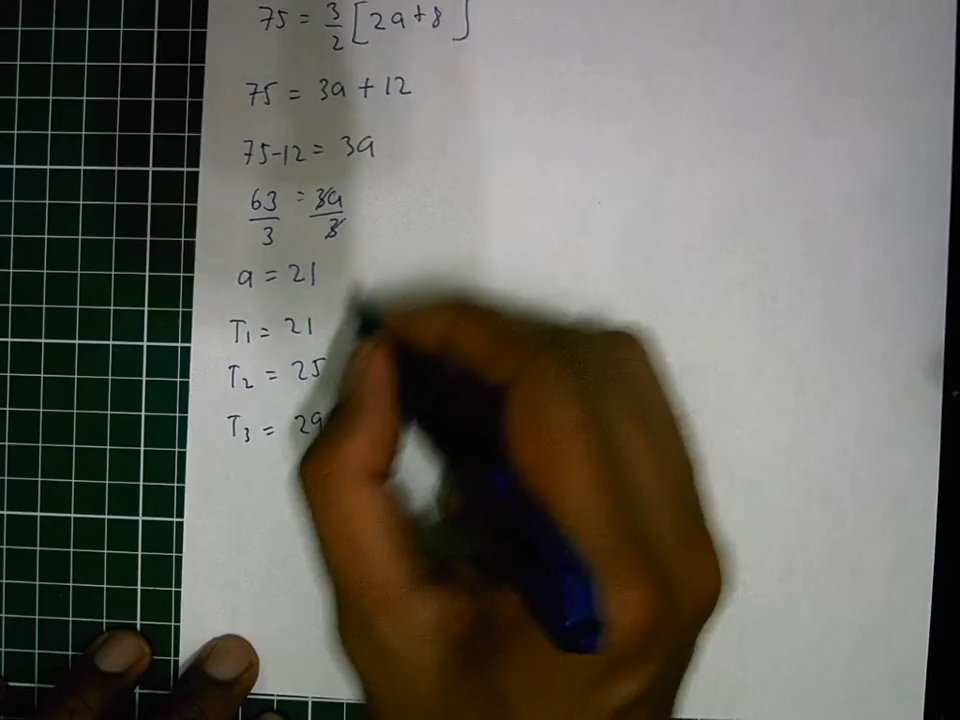 75 = 3/2 [2a+8]
75 = 3a + 12
75-12 = 3a
63/3 = 3a/3
a = 21
T1 = 21
T2 = 25
T3 = 29